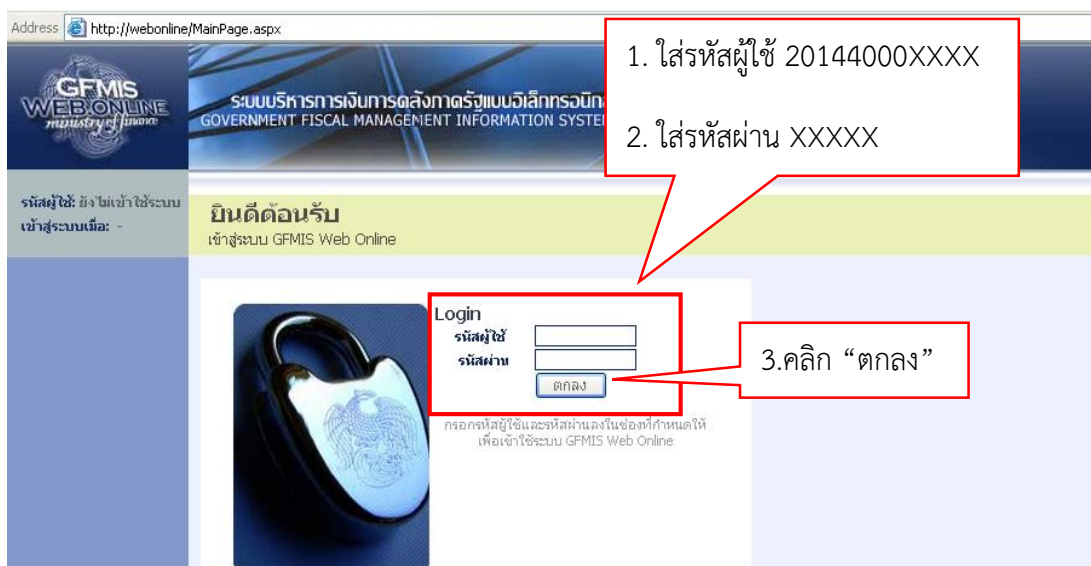 Address http://webonline/MainPage.aspx
GFMIS
WEB ONLINE
ministry of finance
ระบบบริหารการเงินการคลังภาครัฐแบบอิเล็กทรอนิก
GOVERNMENT FISCAL MANAGEMENT INFORMATION SYSTE
1. ใส่รหัสผู้ใช้ 20144000XXXX
2. ใส่รหัสผ่าน XXXXX
รหัสผู้ใช้: ยังไม่เข้าใช้ระบบ
เข้าสู่ระบบเมื่อ: -
ยินดีต้อนรับ
เข้าสู่ระบบ GFMIS Web Online
Login
รหัสผู้ใช้
รหัสผ่าน
ตกลง
3.คลิก “ตกลง”
กรอกรหัสผู้ใช้และรหัสผ่านลงในช่องที่กำหนดให้
เพื่อเข้าใช้ระบบ GFMIS Web Online